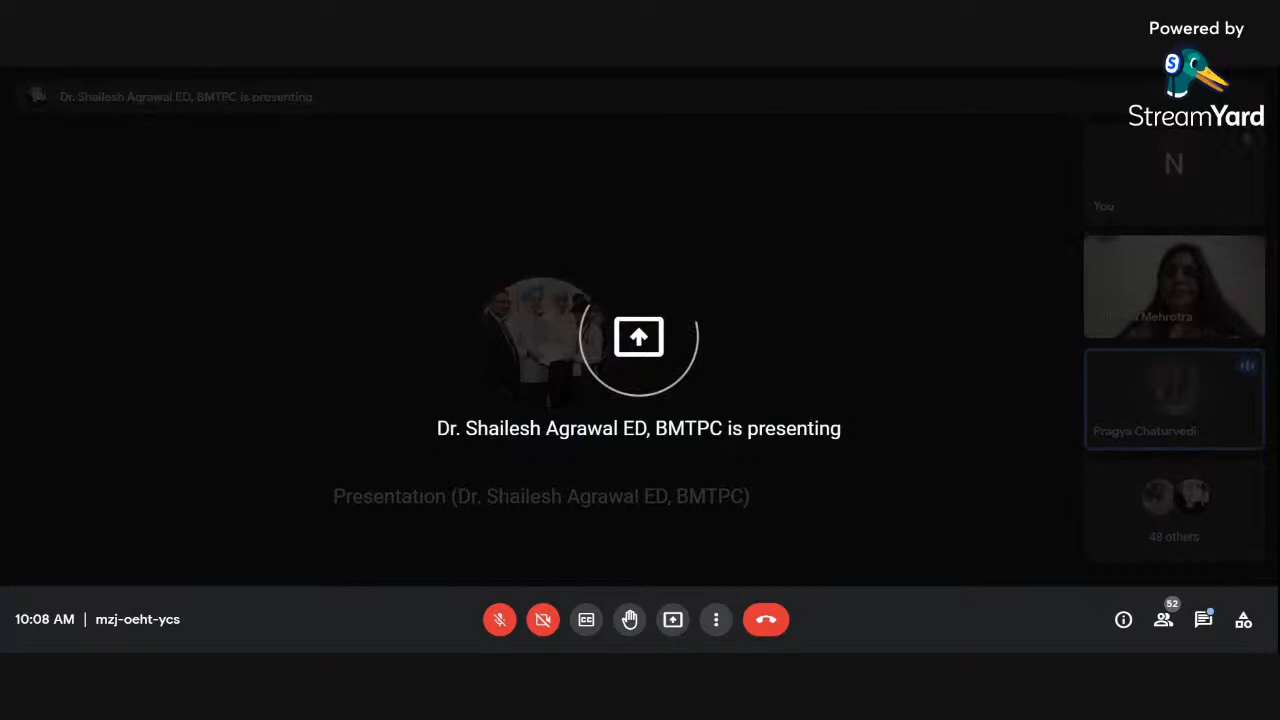 Powered by
StreamYard
Dr. Shailesh Agrawal ED, BMTPC is presenting
N
You
Mehrotra
Dr. Shailesh Agrawal ED, BMTPC is presenting
Pragya Chaturvedi
Presentation (Dr. Shailesh Agrawal ED, BMTPC)
48 others
10:08 AM | mzj-oeht-ycs
52